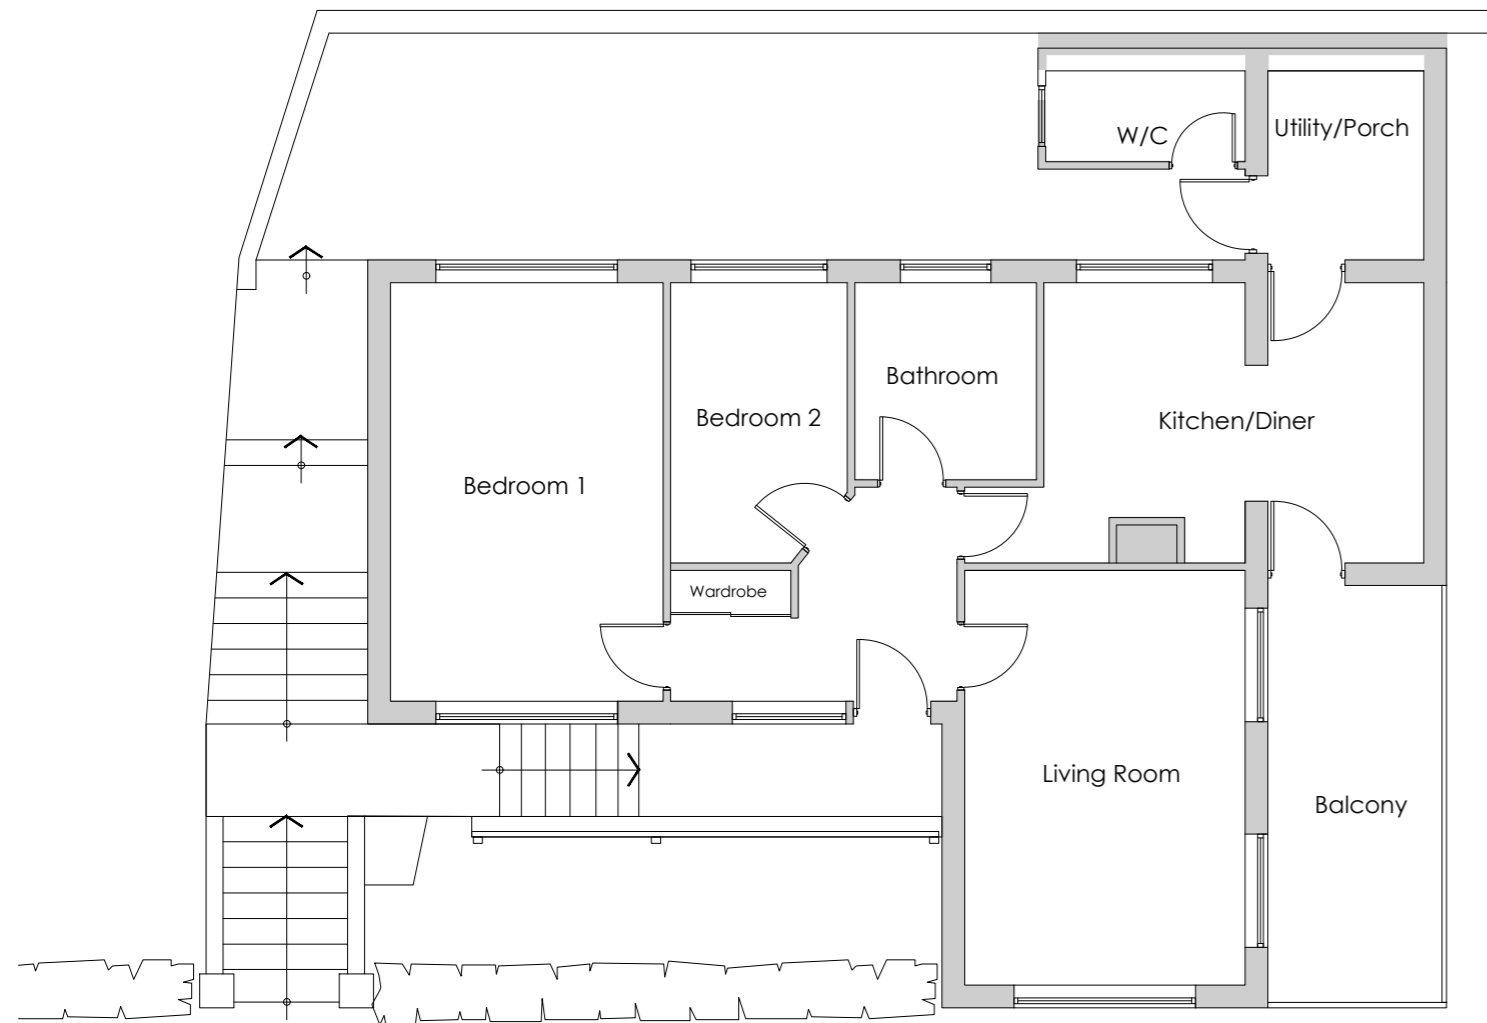 W/C
Utility/Porch
Bathroom
Bedroom 2
Kitchen/Diner
Bedroom 1
Wardrobe
Living Room
Balcony